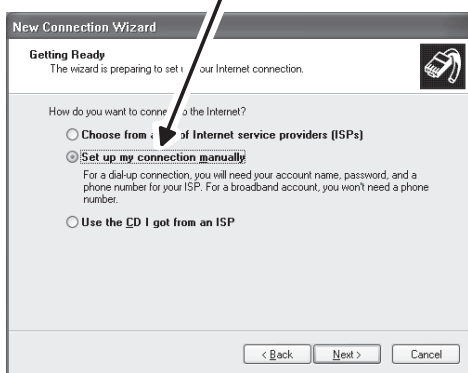 New Connection Wizard
Getting Ready
The wizard is preparing to set your Internet connection.
How do you want to connect to the Internet?
Choose from a of Internet service providers (ISPs)
Set up my connection manually
For a dial-up connection, you will need your account name, password, and a
phone number for your ISP. For a broadband account, you won't need a phone
number.
Use the CD I got from an ISP
< Back
Next >
Cancel